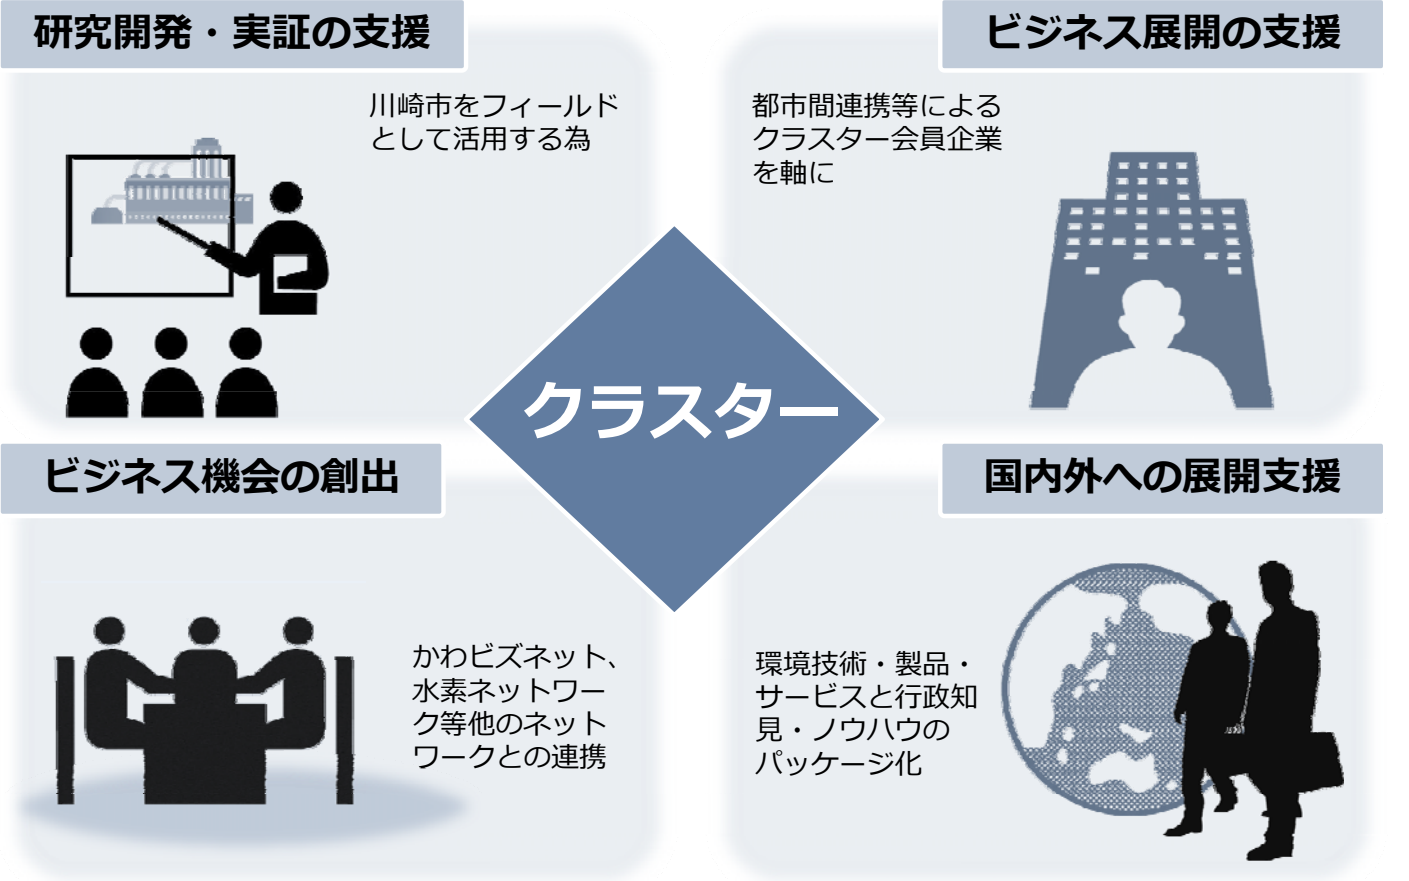 研究開発・実証の支援
川崎市をフィールド
として活用する為
ビジネス展開の支援
都市間連携等による
クラスター会員企業
を軸に
クラスター
ビジネス機会の創出
かわビズネット、
水素ネットワー
ク等他のネット
ワークとの連携
国内外への展開支援
環境技術・製品・
サービスと行政知
見・ノウハウの
パッケージ化